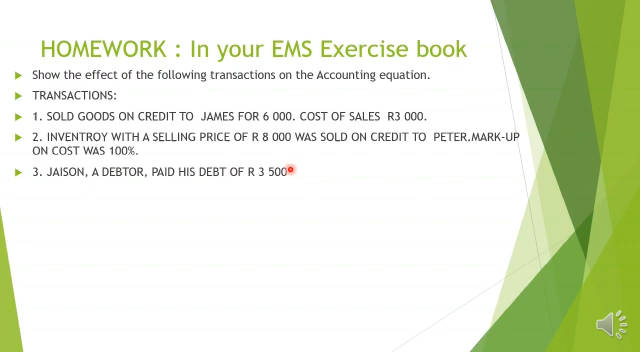 HOMEWORK : In your EMS Exercise book
Show the effect of the following transactions on the Accounting equation.
TRANSACTIONS:
1. SOLD GOODS ON CREDIT TO JAMES FOR 6 000. COST OF SALES R3 000.
2. INVENTROY WITH A SELLING PRICE OF R 8 000 WAS SOLD ON CREDIT TO PETER.MARK-UP
ON COST WAS 100%.
3. JAISON, A DEBTOR, PAID HIS DEBT OF R 3 500